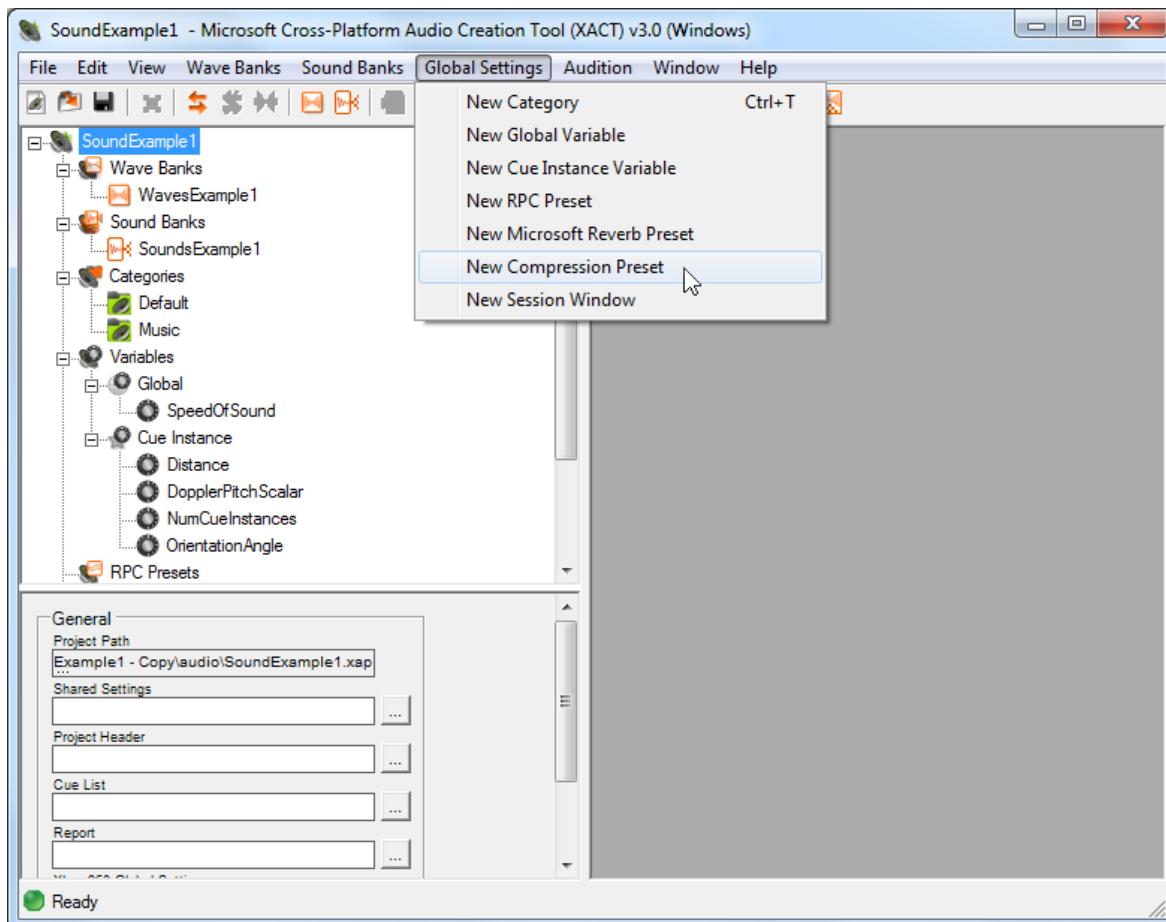 SoundExample1 - Microsoft Cross-Platform Audio Creation Tool (XACT) v3.0 (Windows)
File Edit View Wave Banks Sound Banks Global Settings Audition Window Help
New Category Ctrl+T
New Global Variable
New Cue Instance Variable
New RPC Preset
New Microsoft Reverb Preset
New Compression Preset
New Session Window
SoundExample1
Wave Banks
WavesExample1
Sound Banks
SoundsExample1
Categories
Default
Music
Variables
Global
SpeedOfSound
Cue Instance
Distance
DopplerPitchScalar
NumCueInstances
OrientationAngle
RPC Presets
General
Project Path
Example1 - Copy\audio\SoundExample1.xap
...
Shared Settings
...
Project Header
...
Cue List
...
Report
...
Ready